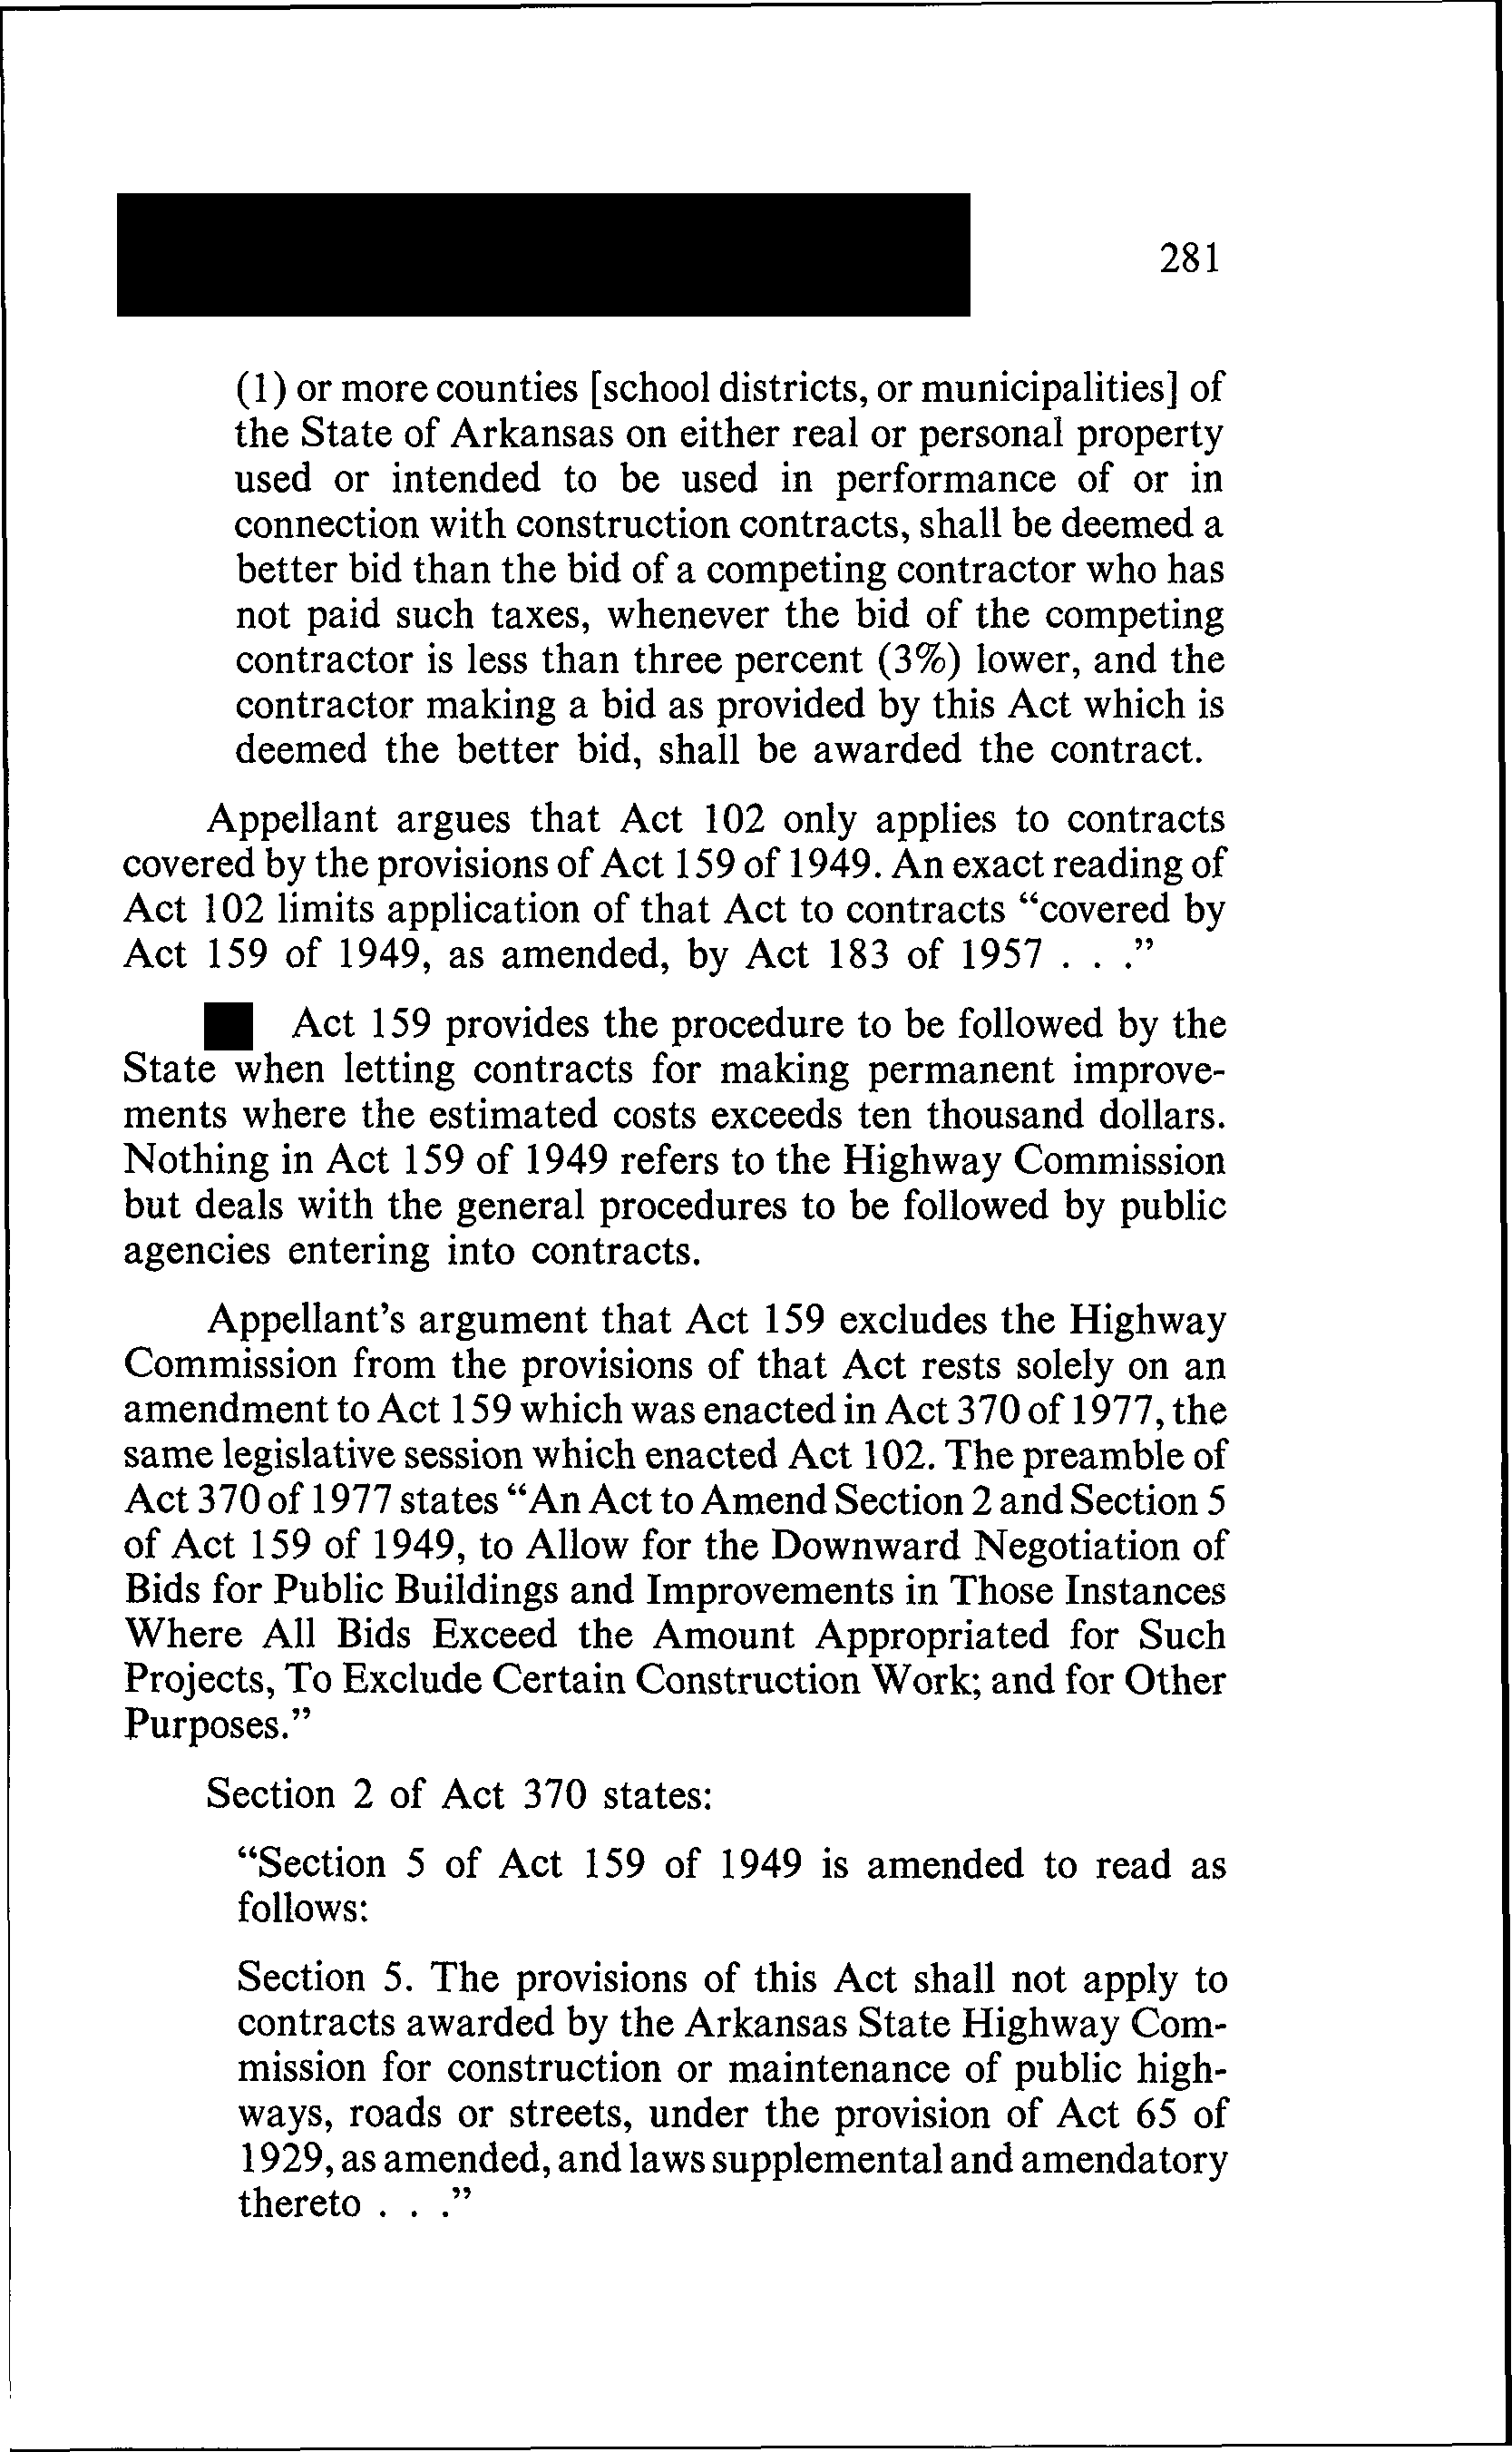 281
(1) or more counties [school districts, or municipalities] of
the State of Arkansas on either real or personal property
used or intended to be used in performance of or in
connection with construction contracts, shall be deemed a
better bid than the bid of a competing contractor who has
not paid such taxes, whenever the bid of the competing
contractor is less than three percent (3%) lower, and the
contractor making a bid as provided by this Act which is
deemed the better bid, shall be awarded the contract.
Appellant argues that Act 102 only applies to contracts
covered by the provisions of Act 159 of 1949. An exact reading of
Act 102 limits application of that Act to contracts “covered by
Act 159 of 1949, as amended, by Act 183 of 1957 . . .”
Act 159 provides the procedure to be followed by the
State when letting contracts for making permanent improve-
ments where the estimated costs exceeds ten thousand dollars.
Nothing in Act 159 of 1949 refers to the Highway Commission
but deals with the general procedures to be followed by public
agencies entering into contracts.
Appellant’s argument that Act 159 excludes the Highway
Commission from the provisions of that Act rests solely on an
amendment to Act 159 which was enacted in Act 370 of 1977, the
same legislative session which enacted Act 102. The preamble of
Act 370 of 1977 states “An Act to Amend Section 2 and Section 5
of Act 159 of 1949, to Allow for the Downward Negotiation of
Bids for Public Buildings and Improvements in Those Instances
Where All Bids Exceed the Amount Appropriated for Such
Projects, To Exclude Certain Construction Work; and for Other
Purposes.”
Section 2 of Act 370 states:
“Section 5 of Act 159 of 1949 is amended to read as
follows:
Section 5. The provisions of this Act shall not apply to
contracts awarded by the Arkansas State Highway Com-
mission for construction or maintenance of public high-
ways, roads or streets, under the provision of Act 65 of
1929, as amended, and laws supplemental and amendatory
thereto . . .”